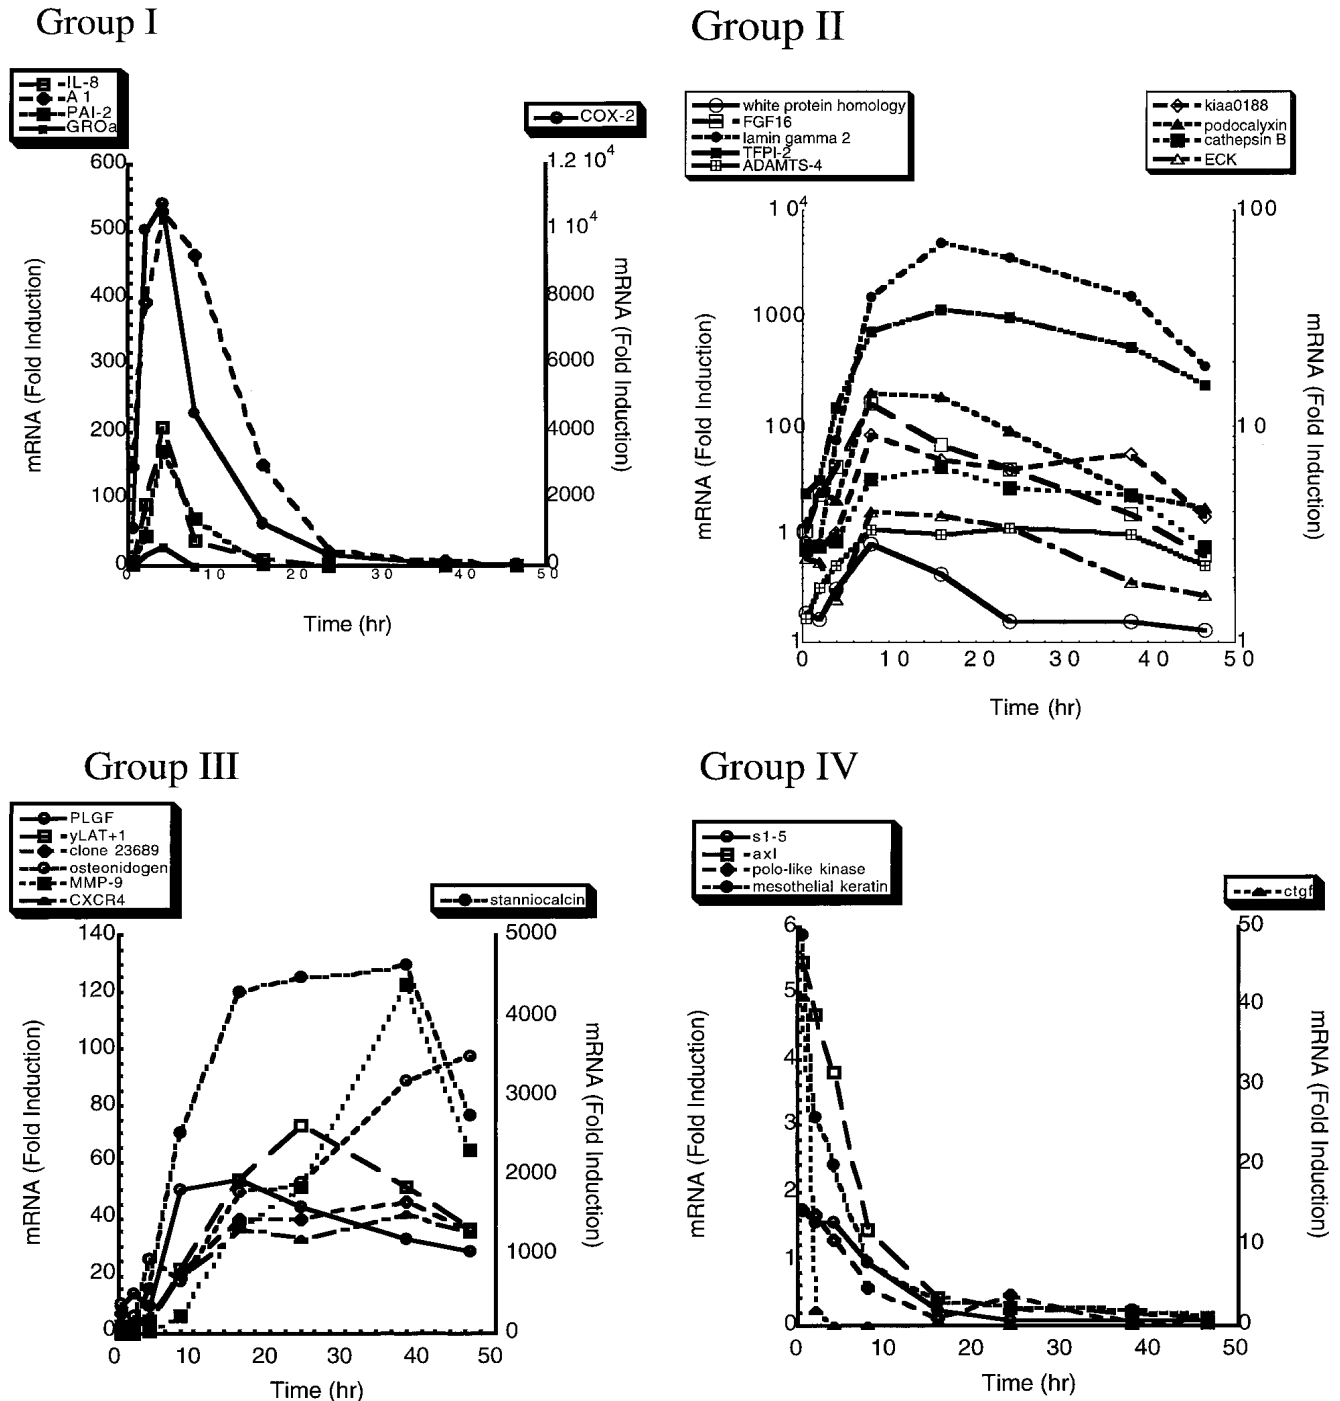 Group I
IL-8
A 1
PAI-2
GROa
COX-2
600
500
400
300
200
100
0
1.2 10⁴
1 10⁴
8000
6000
4000
2000
0
0 10 20 30 40 50
mRNA (Fold Induction)
mRNA (Fold Induction)
Time (hr)
Group II
white protein homology
FGF16
lamin gamma 2
TFPI-2
ADAMTS-4
kiaa0188
podocalyxin
cathepsin B
ECK
10⁴
1000
100
1
1
100
10
1
0 10 20 30 40 50
mRNA (Fold Induction)
mRNA (Fold Induction)
Time (hr)
Group III
PLGF
yLAT+1
clone 23689
osteonidogen
MMP-9
CXCR4
stanniocalcin
140
120
100
80
60
40
20
0
5000
4000
3000
2000
1000
0
0 10 20 30 40 50
mRNA (Fold Induction)
mRNA (Fold Induction)
Time (hr)
Group IV
s1-5
axl
polo-like kinase
mesothelial keratin
ctgf
6
5
4
3
2
1
0
50
40
30
20
10
0
0 10 20 30 40 50
mRNA (Fold Induction)
mRNA (Fold Induction)
Time (hr)